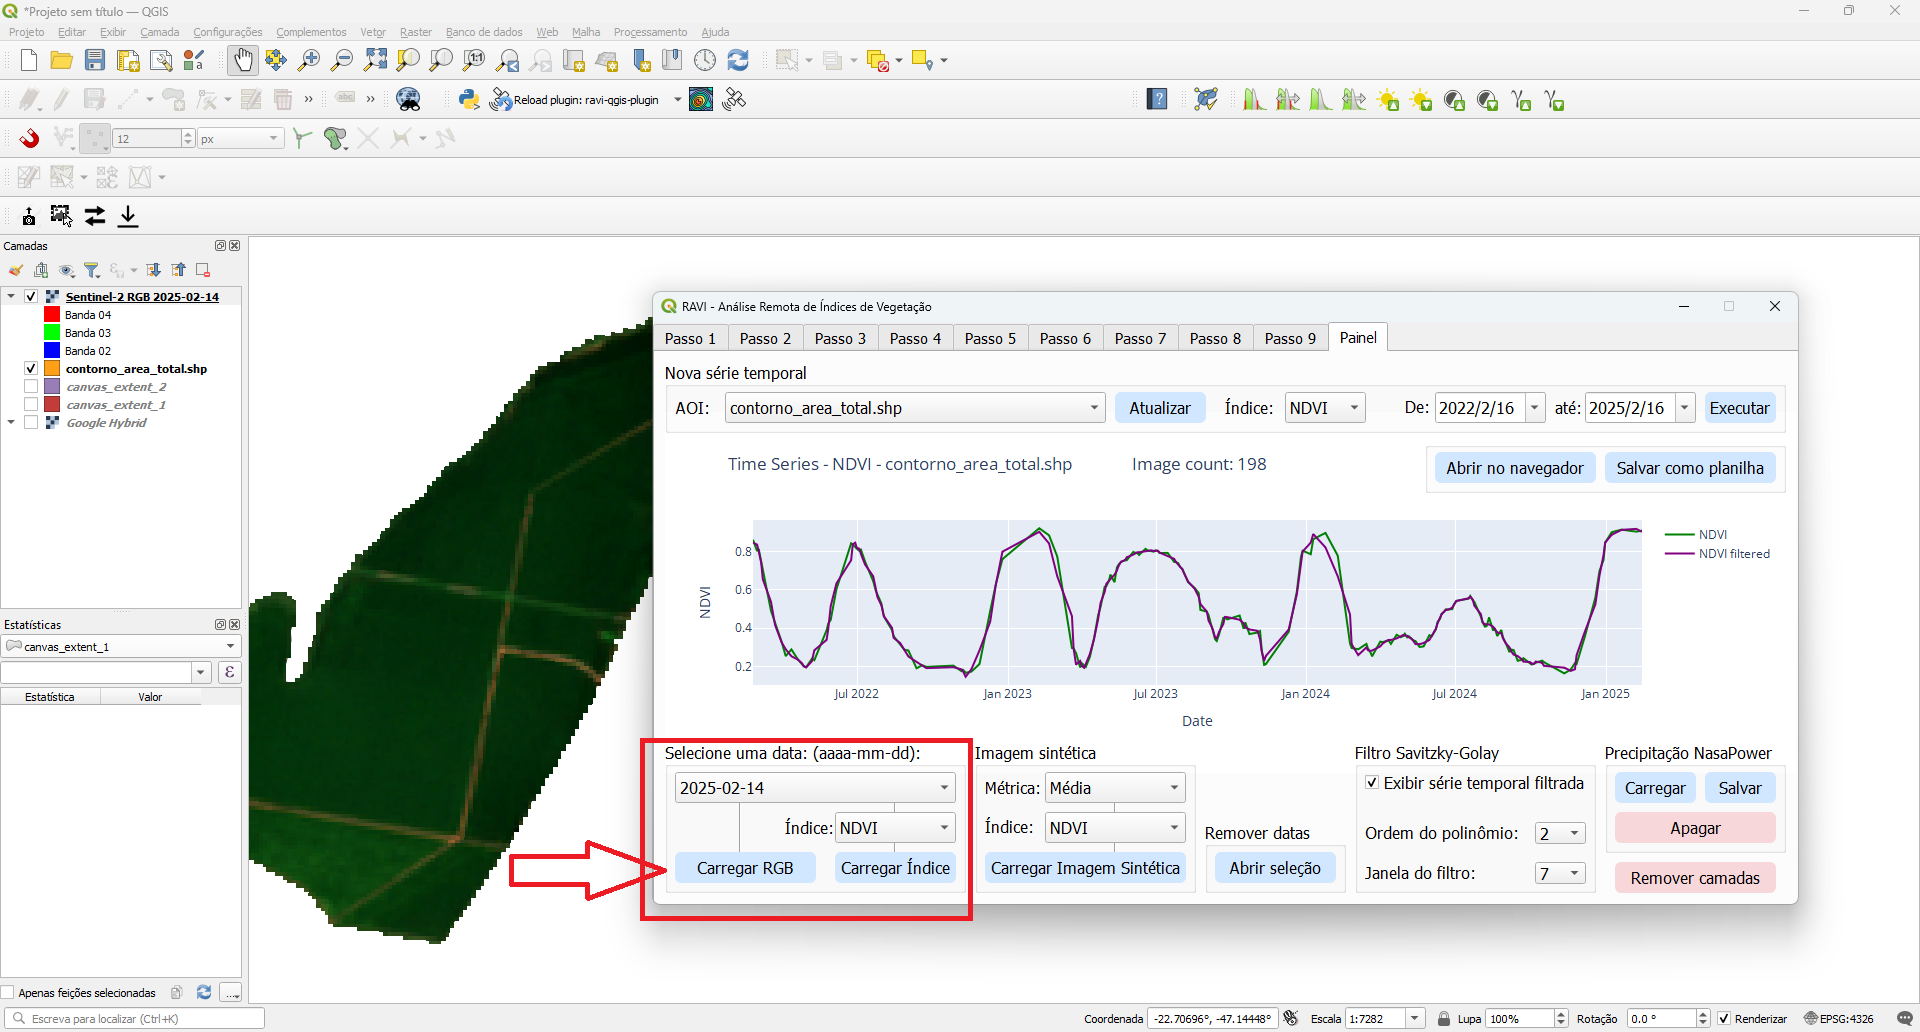 *Projeto sem título — QGIS
Projeto Editar Exibir Camada Configurações Complementos Vetor Raster Banco de dados Web Malha Processamento Ajuda
Reload plugin: ravi-qgis-plugin
12 px
Camadas
Sentinel-2 RGB 2025-02-14
Banda 04
Banda 03
Banda 02
contorno_area_total.shp
canvas_extent_2
canvas_extent_1
Google Hybrid
Estatísticas
canvas_extent_1
ε
Estatística Valor
Apenas feições selecionadas
...
RAVI - Análise Remota de Índices de Vegetação
Passo 1 Passo 2 Passo 3 Passo 4 Passo 5 Passo 6 Passo 7 Passo 8 Passo 9 Painel
Nova série temporal
AOI: contorno_area_total.shp Atualizar Índice: NDVI De: 2022/2/16 até: 2025/2/16 Executar
Time Series - NDVI - contorno_area_total.shp Image count: 198
Abrir no navegador Salvar como planilha
NDVI
NDVI filtered
NDVI
0.8
0.6
0.4
0.2
Jul 2022 Jan 2023 Jul 2023 Jan 2024 Jul 2024 Jan 2025
Date
Selecione uma data: (aaaa-mm-dd):
2025-02-14
Índice: NDVI
Carregar RGB Carregar Índice
Imagem sintética
Métrica: Média
Índice: NDVI
Carregar Imagem Sintética
Remover datas
Abrir seleção
Filtro Savitzky-Golay
Exibir série temporal filtrada
Ordem do polinômio: 2
Janela do filtro: 7
Precipitação NasaPower
Carregar Salvar
Apagar
Remover camadas
Escreva para localizar (Ctrl+K)
Coordenada -22.70696°, -47.14448° Escala 1:7282 Lupa 100% Rotação 0.0 ° Renderizar EPSG:4326